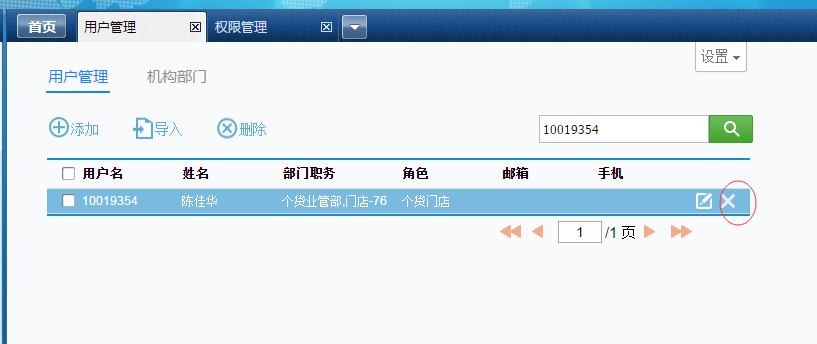 首页 用户管理 权限管理
设置
用户管理 机构部门
添加 导入 删除 10019354
用户名 姓名 部门职务 角色 邮箱 手机
10019354 陈佳华 个贷业管部,门店-76 个贷门店
1 /1 页